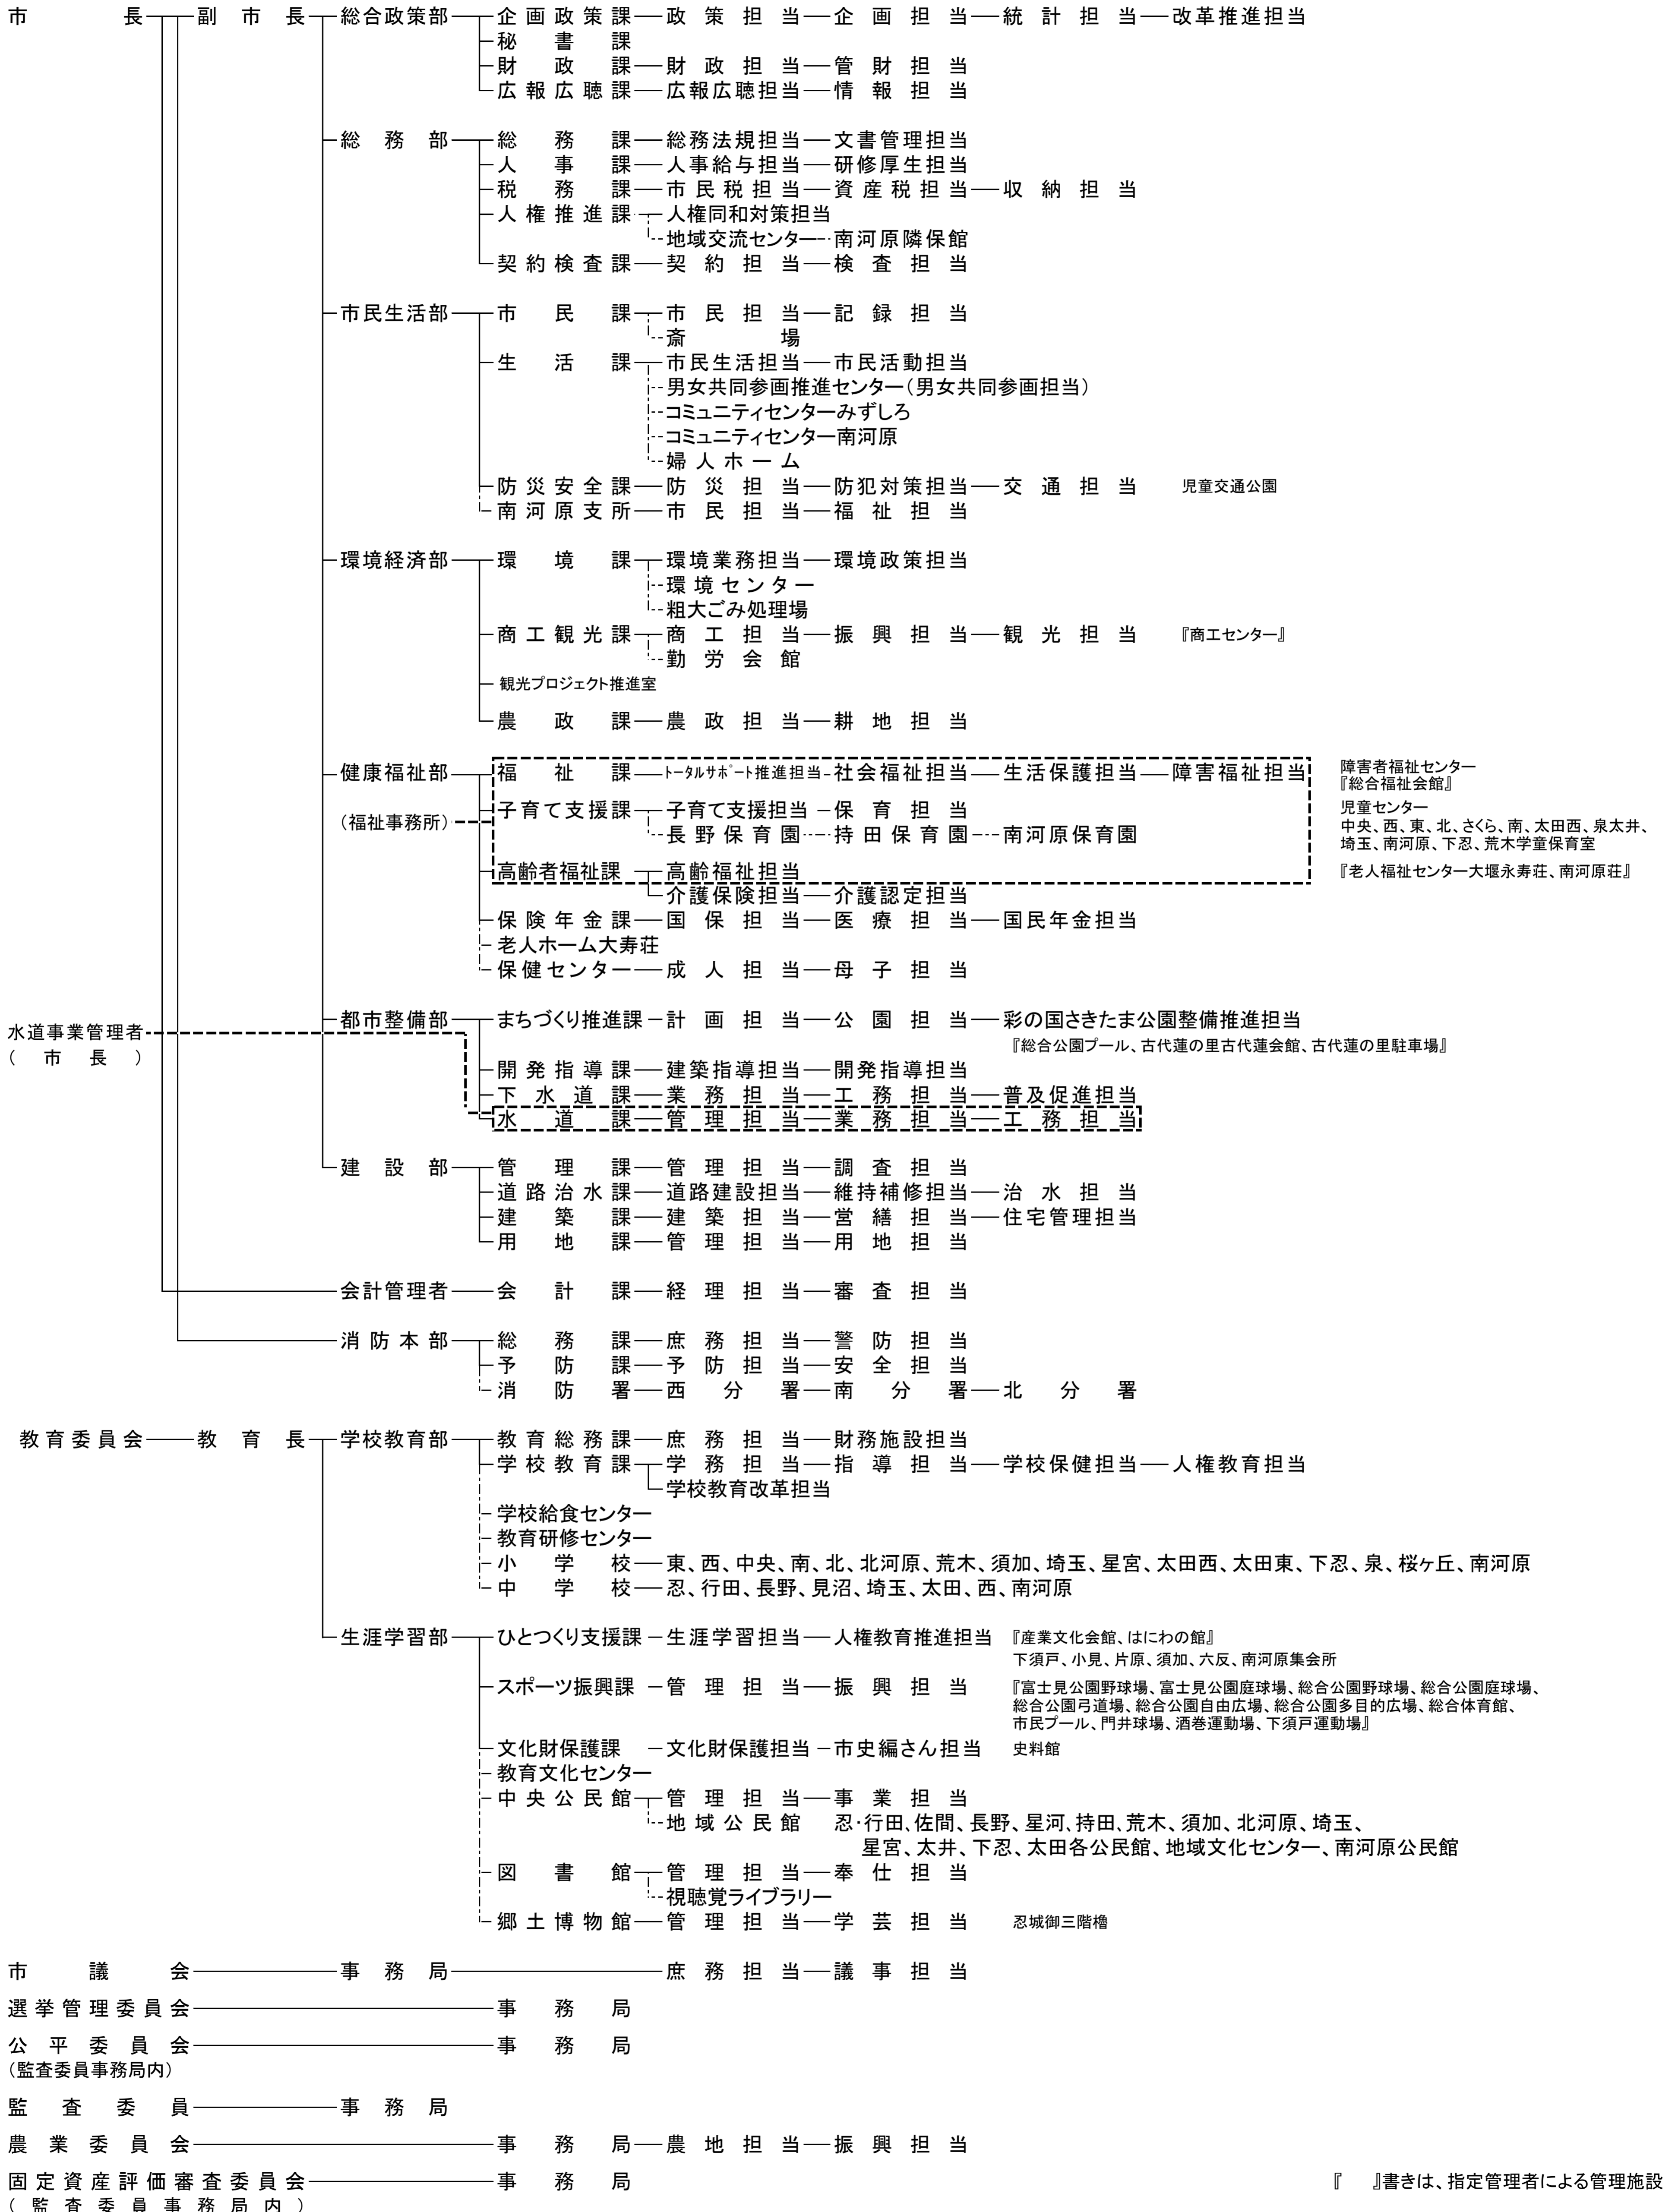 市長 副市長 総合政策部 企画政策課 政策担当 企画担当 統計担当 改革推進担当
秘書課
財政課 財政担当 管財担当
広報広聴課 広報広聴担当 情報担当
総務部 総務課 総務法規担当 文書管理担当
人事課 人事給与担当 研修厚生担当
税務課 市民税担当 資産税担当 収納担当
人権推進課 人権同和対策担当
地域交流センター 南河原隣保館
契約検査課 契約担当 検査担当
市民生活部 市民課 市民担当 記録担当
斎場
生活課 市民生活担当 市民活動担当
男女共同参画推進センター（男女共同参画担当）
コミュニティセンターみずしろ
コミュニティセンター南河原
婦人ホーム
防災安全課 防災担当 防犯対策担当 交通担当 児童交通公園
南河原支所 市民担当 福祉担当
環境経済部 環境課 環境業務担当 環境政策担当
環境センター
粗大ごみ処理場
商工観光課 商工担当 振興担当 観光担当 『商工センター』
勤労会館
観光プロジェクト推進室
農政課 農政担当 耕地担当
健康福祉部 福祉課 ﾄｰﾀﾙｻﾎﾟｰﾄ推進担当 社会福祉担当 生活保護担当 障害福祉担当 障害者福祉センター
『総合福祉会館』
子育て支援課 子育て支援担当 保育担当 児童センター
（福祉事務所） 中央、西、東、北、さくら、南、太田西、泉太井、
長野保育園 持田保育園 南河原保育園 埼玉、南河原、下忍、荒木学童保育室
高齢者福祉課 高齢福祉担当 『老人福祉センター大堰永寿荘、南河原荘』
介護保険担当 介護認定担当
保険年金課 国保担当 医療担当 国民年金担当
老人ホーム大寿荘
保健センター 成人担当 母子担当
都市整備部 まちづくり推進課 計画担当 公園担当 彩の国さきたま公園整備推進担当
水道事業管理者
『総合公園プール、古代蓮の里古代蓮会館、古代蓮の里駐車場』
（市長）
開発指導課 建築指導担当 開発指導担当
下水道課 業務担当 工務担当 普及促進担当
水道課 管理担当 業務担当 工務担当
建設部 管理課 管理担当 調査担当
道路治水課 道路建設担当 維持補修担当 治水担当
建築課 建築担当 営繕担当 住宅管理担当
用地課 管理担当 用地担当
会計管理者 会計課 経理担当 審査担当
消防本部 総務課 庶務担当 警防担当
予防課 予防担当 安全担当
消防署 西分署 南分署 北分署
教育委員会 教育長 学校教育部 教育総務課 庶務担当 財務施設担当
学校教育課 学務担当 指導担当 学校保健担当 人権教育担当
学校教育改革担当
学校給食センター
教育研修センター
小学校 東、西、中央、南、北、北河原、荒木、須加、埼玉、星宮、太田西、太田東、下忍、泉、桜ヶ丘、南河原
中学校 忍、行田、長野、見沼、埼玉、太田、西、南河原
生涯学習部 ひとつくり支援課 生涯学習担当 人権教育推進担当 『産業文化会館、はにわの館』
下須戸、小見、片原、須加、六反、南河原集会所
スポーツ振興課 管理担当 振興担当 『富士見公園野球場、富士見公園庭球場、総合公園野球場、総合公園庭球場、
総合公園弓道場、総合公園自由広場、総合公園多目的広場、総合体育館、
市民プール、門井球場、酒巻運動場、下須戸運動場』
文化財保護課 文化財保護担当 市史編さん担当 史料館
教育文化センター
中央公民館 管理担当 事業担当
地域公民館 忍・行田、佐間、長野、星河、持田、荒木、須加、北河原、埼玉、
星宮、太井、下忍、太田各公民館、地域文化センター、南河原公民館
図書館 管理担当 奉仕担当
視聴覚ライブラリー
郷土博物館 管理担当 学芸担当 忍城御三階櫓
市議会 事務局 庶務担当 議事担当
選挙管理委員会 事務局
公平委員会 事務局
（監査委員事務局内）
監査委員 事務局
農業委員会 事務局 農地担当 振興担当
固定資産評価審査委員会 事務局 『　』書きは、指定管理者による管理施設
（監査委員事務局内）